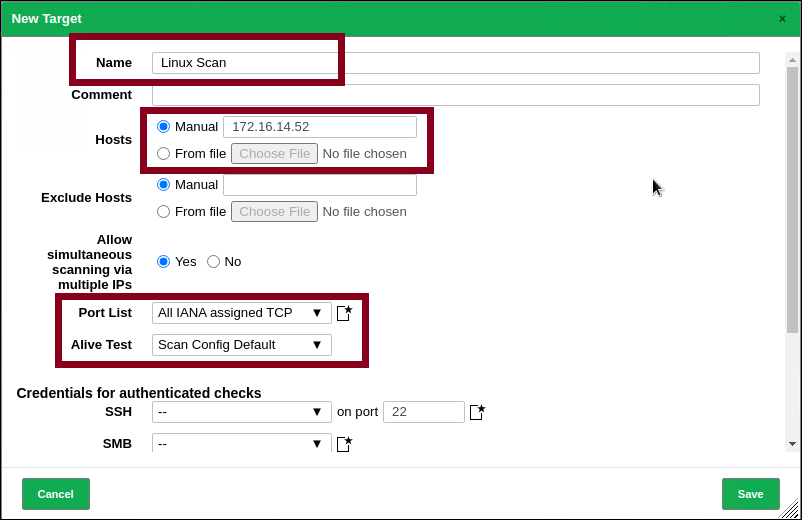 New Target ×
Name Linux Scan
Comment
Hosts Manual 172.16.14.52
From file Choose File No file chosen
Exclude Hosts Manual
From file Choose File No file chosen
Allow
simultaneous
scanning via
multiple IPs
Yes No
Port List All IANA assigned TCP ▼
Alive Test Scan Config Default ▼
Credentials for authenticated checks
SSH -- ▼ on port 22
SMB -- ▼
Cancel Save